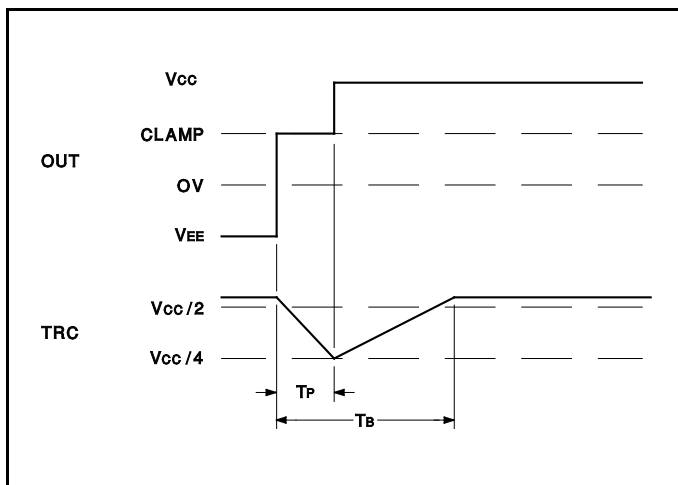 Vcc
CLAMP
OUT
OV
VEE
Vcc/2
TRC
Vcc/4
TP
TB